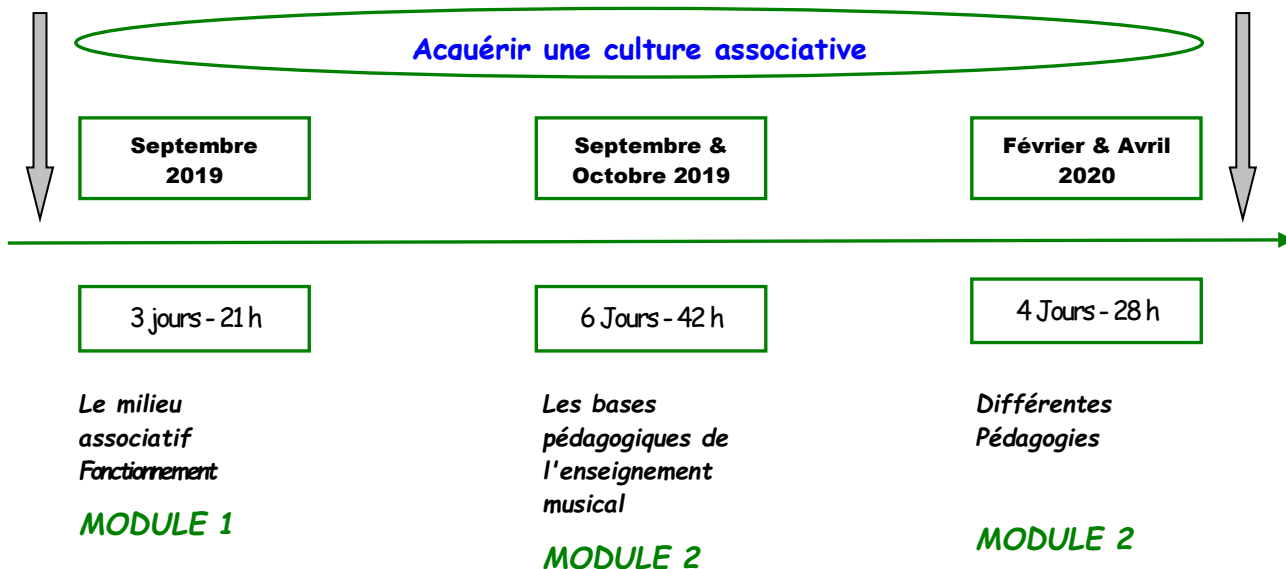 Acauérir une culture associative
Septembre
2019
Septembre &
Octobre 2019
Février & Avril
2020
3 jours - 21 h
6 Jours - 42 h
4 Jours - 28 h
Le milieu
associatif
Fonctionnement
MODULE 1
Les bases
pédagogiques de
l'enseignement
musical
MODULE 2
Différentes
Pédagogies
MODULE 2